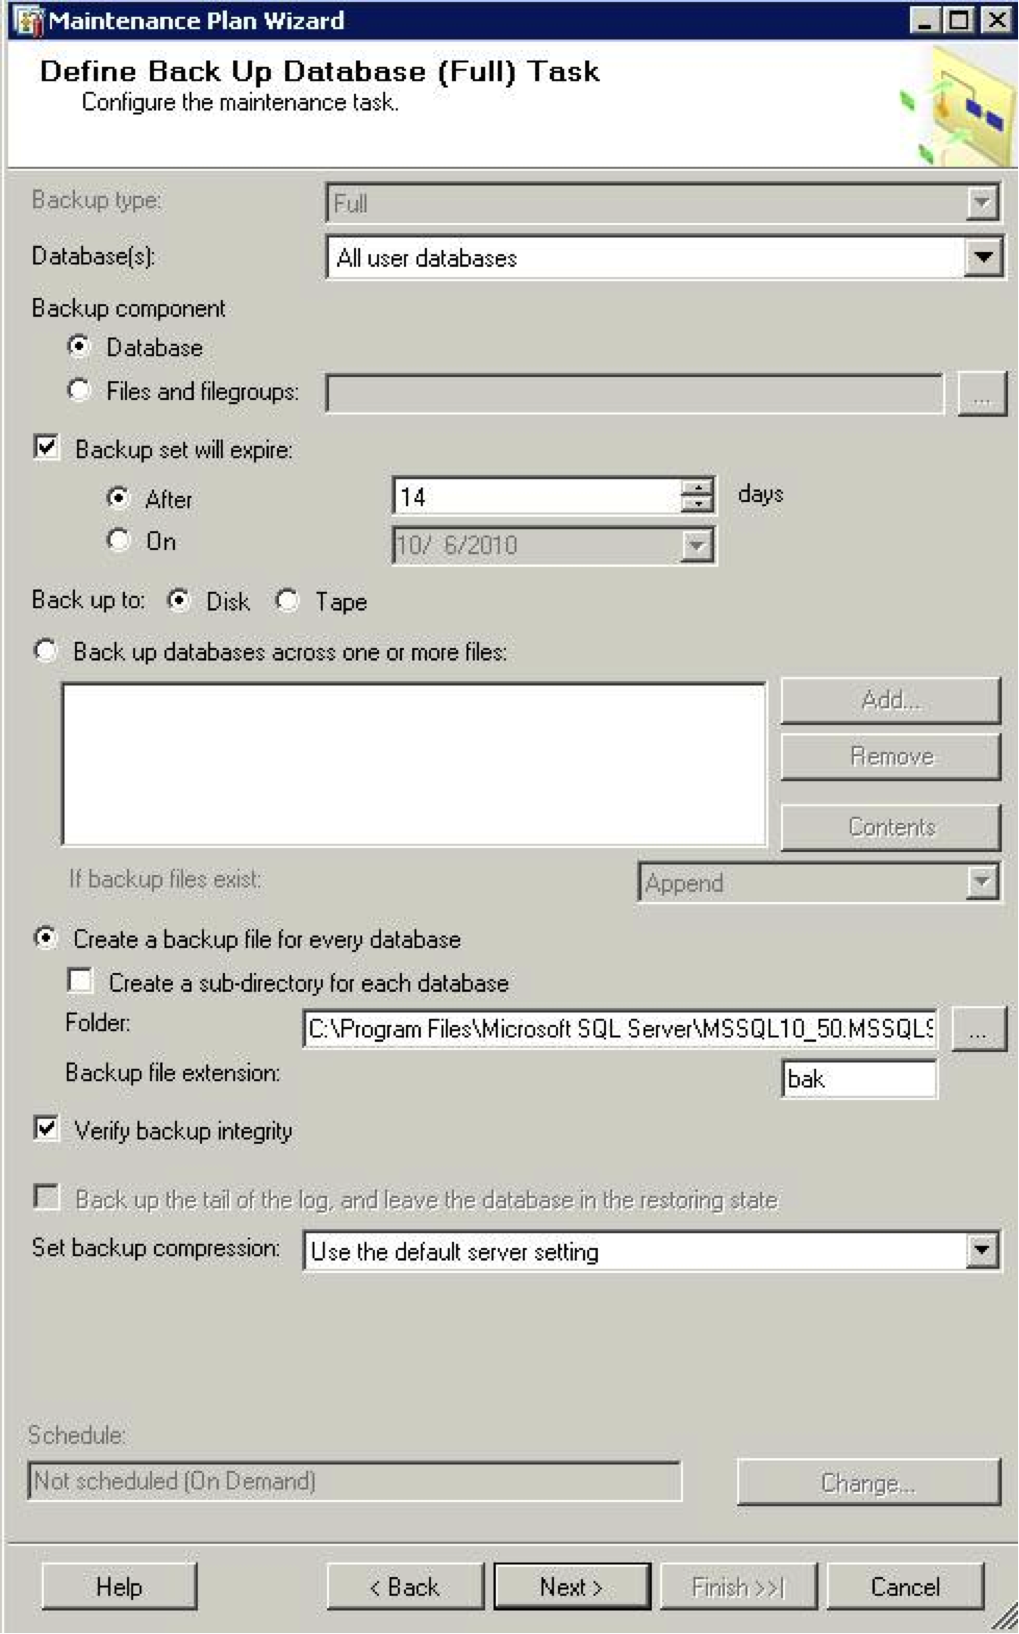 Maintenance Plan Wizard
Define Back Up Database (Full) Task
Configure the maintenance task.
Backup type: Full
Database(s): All user databases
Backup component
Database
Files and filegroups: ...
Backup set will expire:
After 14 days
On 10/ 6/2010
Back up to: Disk Tape
Back up databases across one or more files:
Add...
Remove
Contents
If backup files exist: Append
Create a backup file for every database
Create a sub-directory for each database
Folder: C:\Program Files\Microsoft SQL Server\MSSQL10_50.MSSQLS ...
Backup file extension: bak
Verify backup integrity
Back up the tail of the log, and leave the database in the restoring state
Set backup compression: Use the default server setting
Schedule:
Not scheduled (On Demand) Change...
Help < Back Next > Finish >>| Cancel